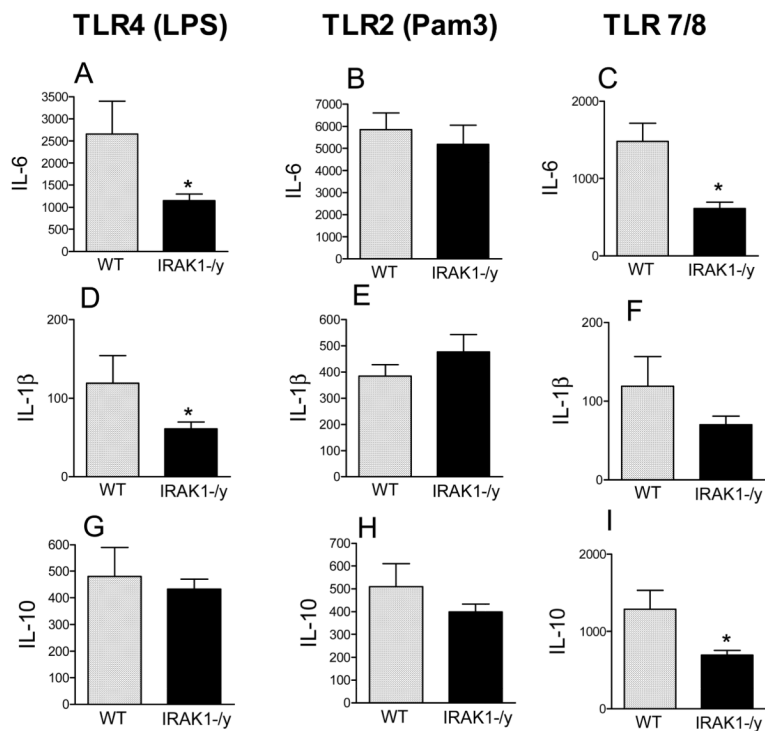 TLR4 (LPS) TLR2 (Pam3) TLR 7/8
A
3500
3000
2500
2000
1500
1000
500
0
IL-6
*
WT IRAK1-/y
B
7000
6000
5000
4000
3000
2000
1000
0
IL-6
WT IRAK1-/y
C
2000
1000
0
IL-6
*
WT IRAK1-/y
D
200
100
0
IL-1β
*
WT IRAK1-/y
E
600
500
400
300
200
100
0
IL-1β
WT IRAK1-/y
F
200
100
0
IL-1β
WT IRAK1-/y
G
600
500
400
300
200
100
0
IL-10
WT IRAK1-/y
H
700
600
500
400
300
200
100
0
IL-10
WT IRAK1-/y
I
2000
1000
0
IL-10
*
WT IRAK1-/y